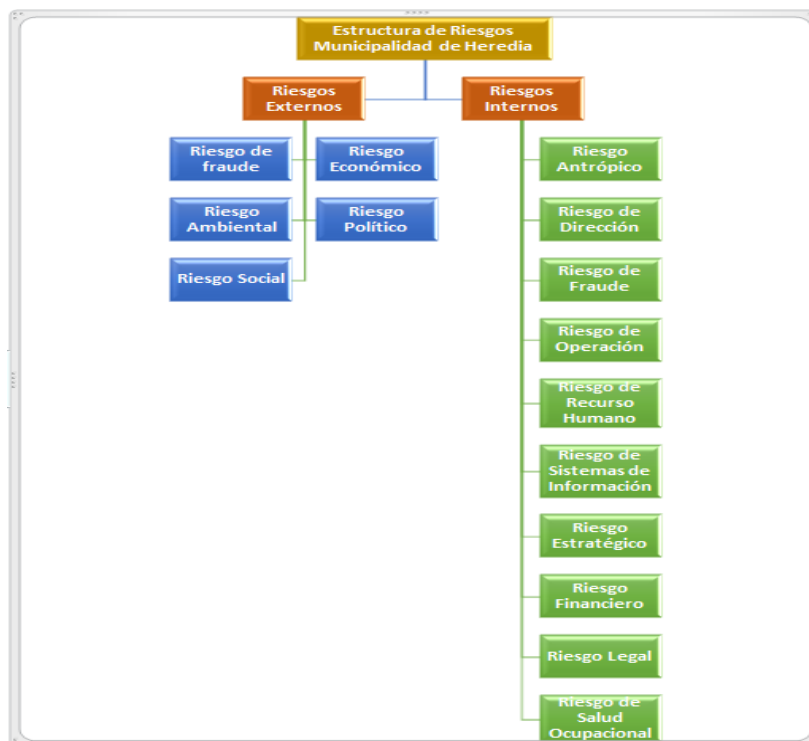 Estructura de Riesgos
Municipalidad de Heredia
Riesgos
Externos
Riesgos
Internos
Riesgo de
fraude
Riesgo
Económico
Riesgo
Ambiental
Riesgo
Político
Riesgo Social
Riesgo
Antrópico
Riesgo de
Dirección
Riesgo de
Fraude
Riesgo de
Operación
Riesgo de
Recurso
Humano
Riesgo de
Sistemas de
Información
Riesgo
Estratégico
Riesgo
Financiero
Riesgo Legal
Riesgo de
Salud
Ocupacional